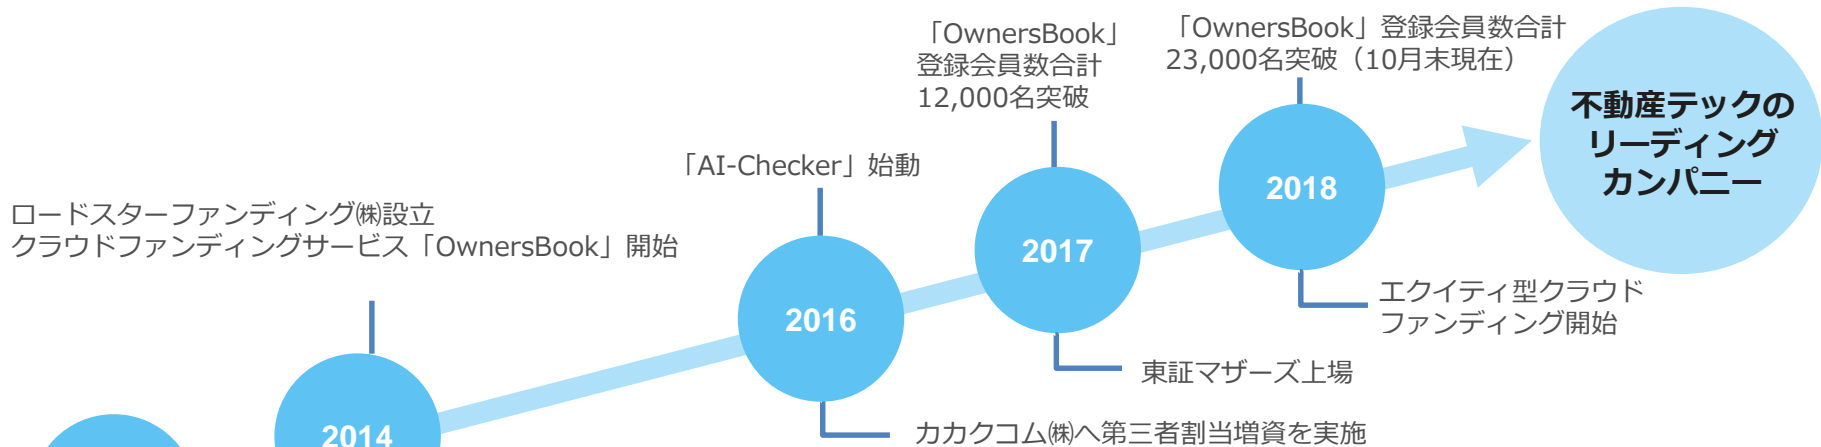 「OwnersBook」
登録会員数合計
12,000名突破
「OwnersBook」登録会員数合計
23,000名突破（10月末現在）
不動産テックの
リーディング
カンパニー
「AI-Checker」始動
2018
ロードスターファンディング㈱設立
クラウドファンディングサービス「OwnersBook」開始
2017
エクイティ型クラウド
ファンディング開始
2016
東証マザーズ上場
2014
カカクコム㈱へ第三者割当増資を実施